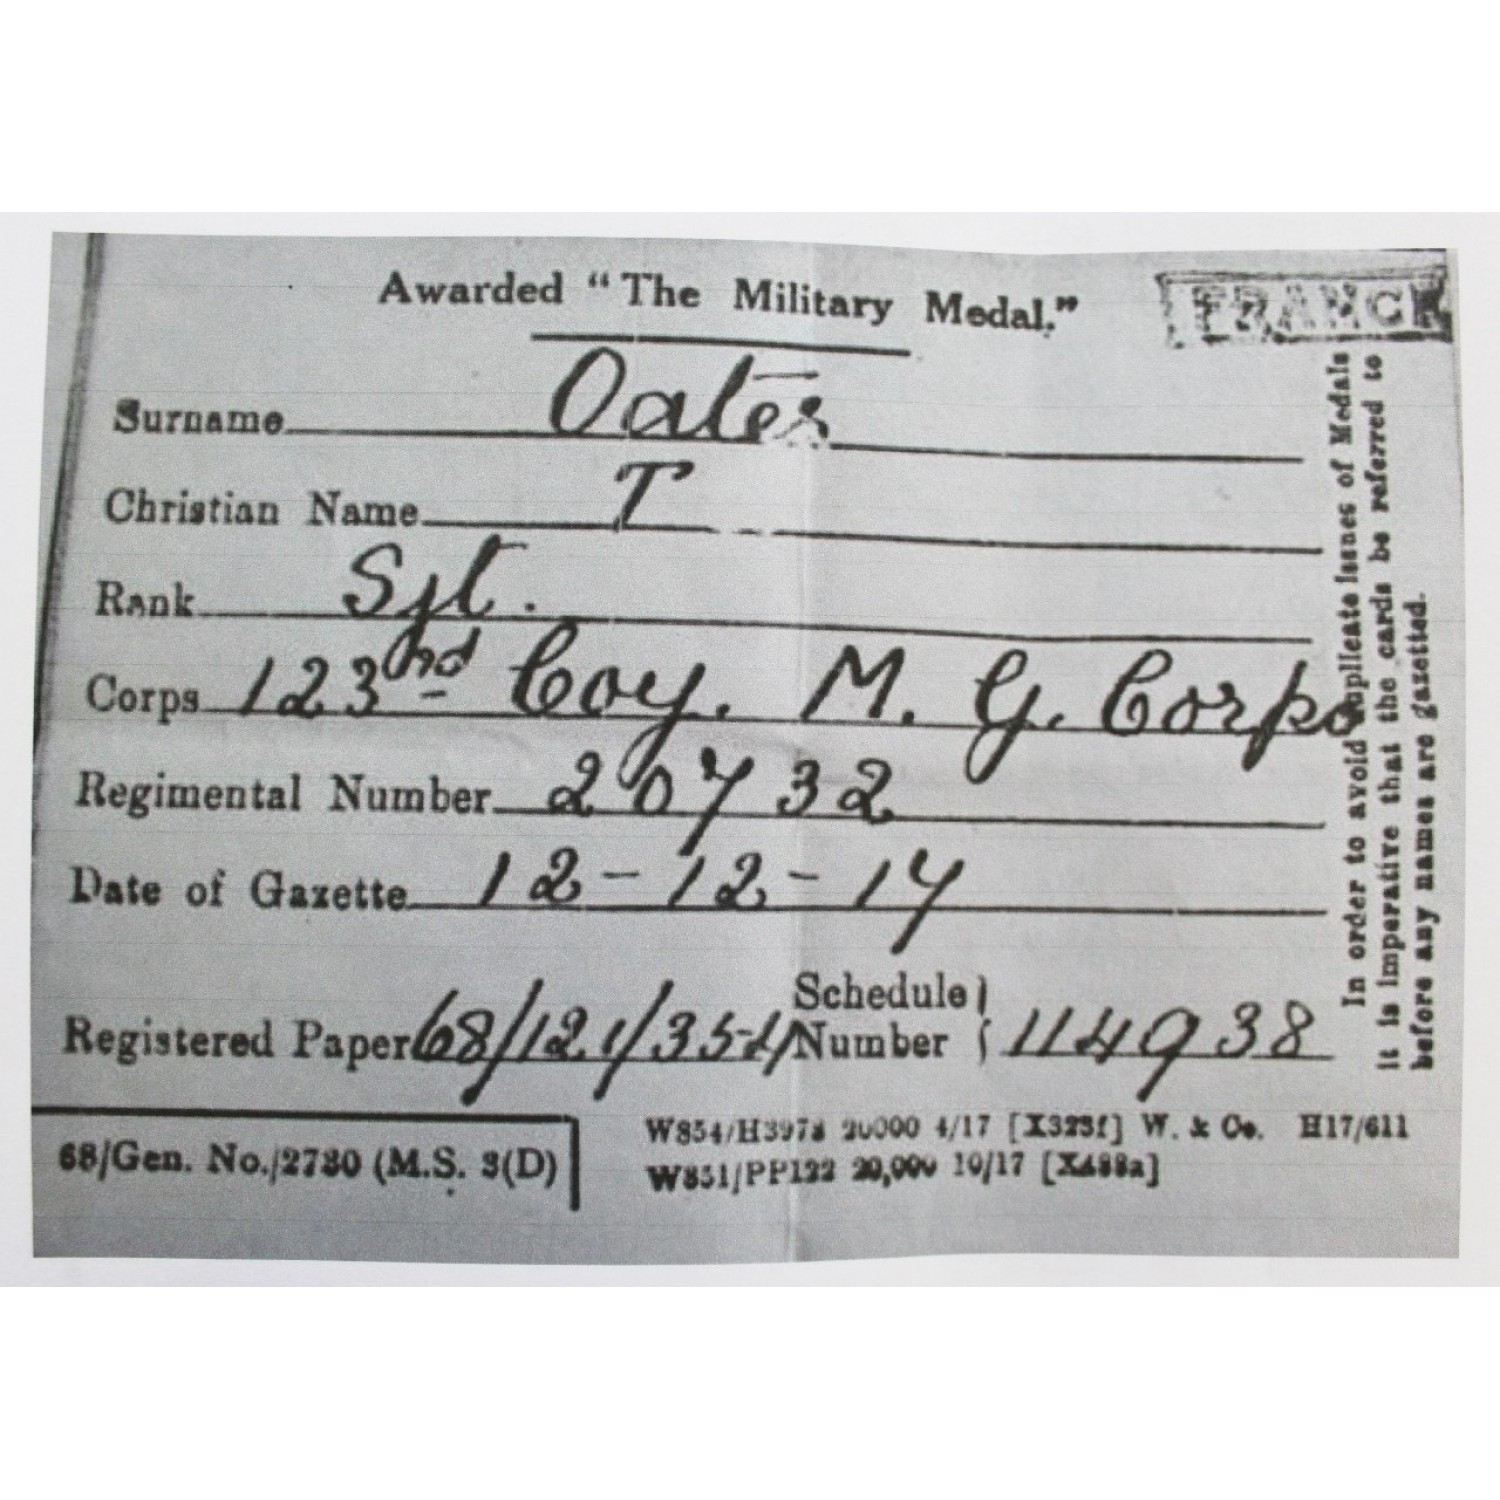 Awarded "The Military Medal."
FRANCE
Surname Oates
Christian Name T
Rank Sjt.
Corps 123rd Coy. M. G. Corps
Regimental Number 20732
Date of Gazette 12-12-17
Registered Paper 68/121/354
Schedule Number 114938
68/Gen. No./2780 (M.S. 3(D)
W854/H3978 20000 4/17 [X323f] W. & Co. H17/611
W851/PP122 20,000 10/17 [X488a]
In order to avoid duplicate issues of Medals
it is imperative that the cards be referred to
before any names are gazetted.